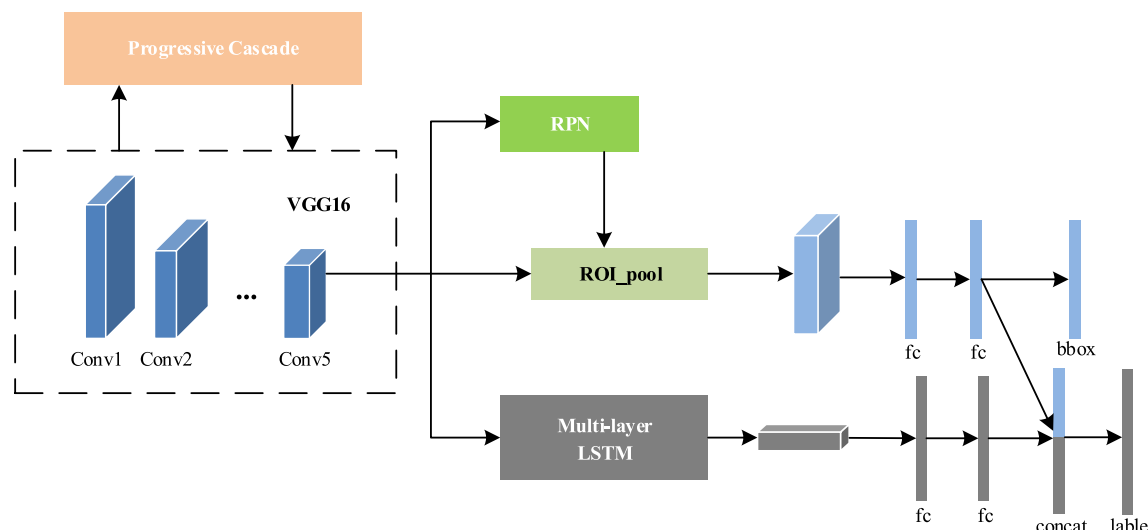 Progressive Cascade
RPN
VGG16
ROI_pool
...
Conv1
Conv2
Conv5
fc
fc
bbox
Multi-layer
LSTM
fc
fc
concat
lable